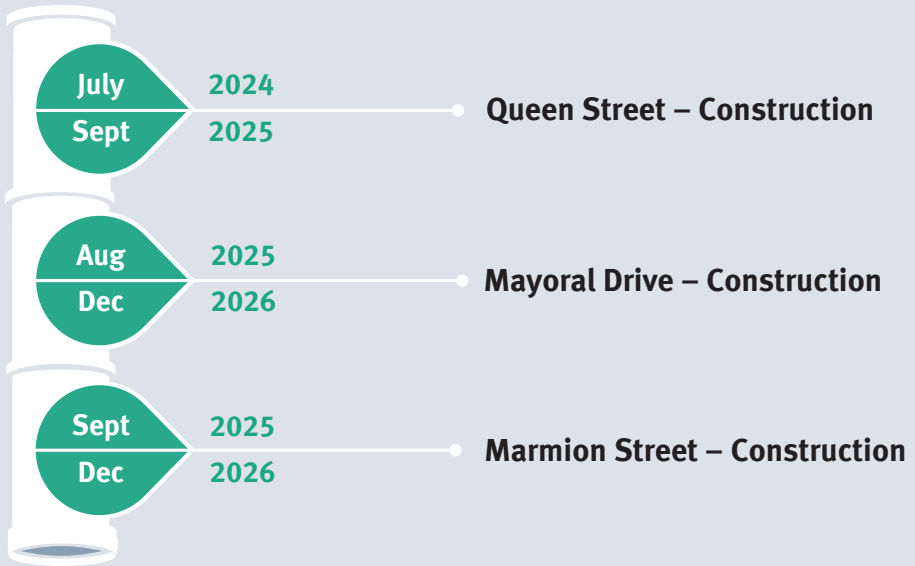 July 2024
Sept 2025
Queen Street – Construction
Aug 2025
Dec 2026
Mayoral Drive – Construction
Sept 2025
Dec 2026
Marmion Street – Construction